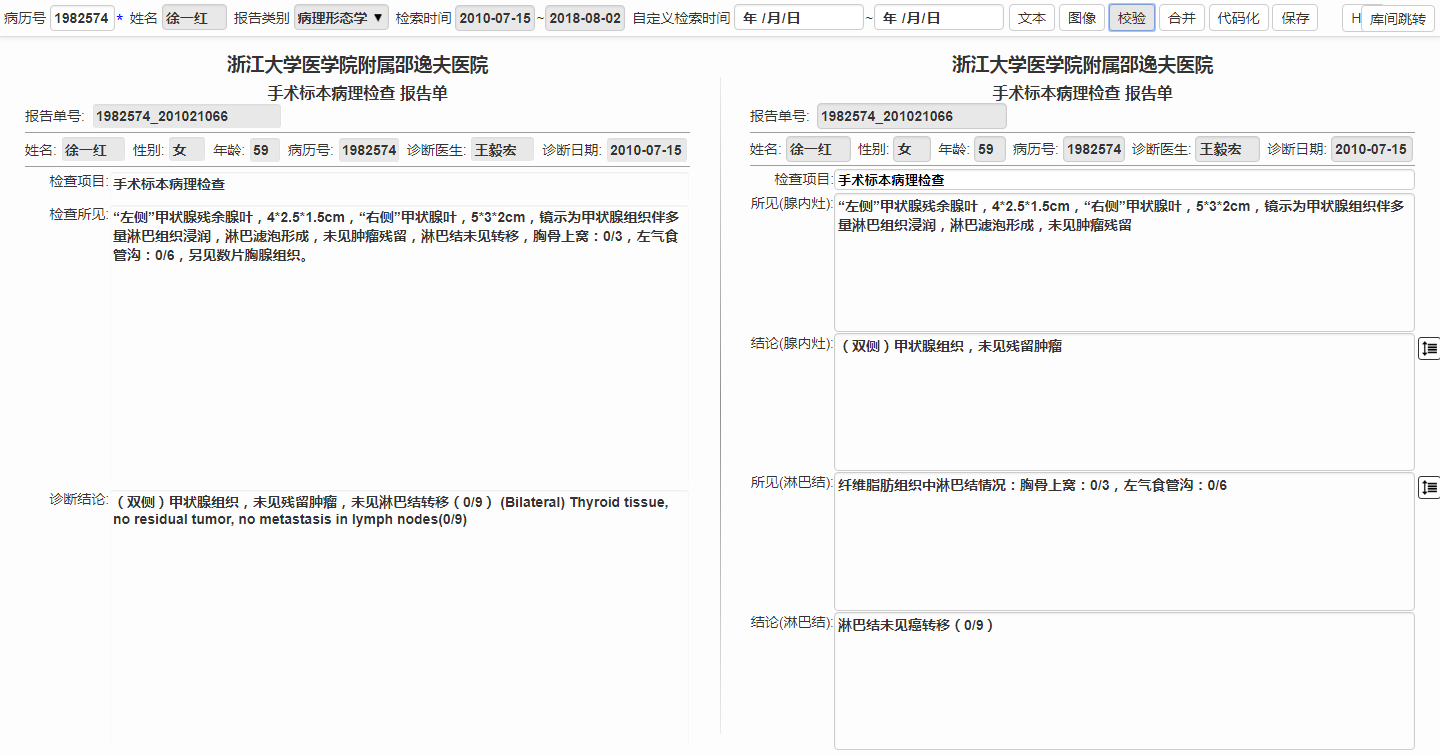 病历号 1982574 * 姓名 徐一红 报告类别 病理形态学 ▼ 检索时间 2010-07-15 ~ 2018-08-02 自定义检索时间 年 /月/日 ~ 年 /月/日 文本 图像 校验 合并 代码化 保存 H 库间跳转
浙江大学医学院附属邵逸夫医院
手术标本病理检查 报告单
报告单号: 1982574_201021066
姓名: 徐一红 性别: 女 年龄: 59 病历号: 1982574 诊断医生: 王毅宏 诊断日期: 2010-07-15
检查项目: 手术标本病理检查
检查所见: “左侧”甲状腺残余腺叶，4*2.5*1.5cm，“右侧”甲状腺叶，5*3*2cm，镜示为甲状腺组织伴多
量淋巴组织浸润，淋巴滤泡形成，未见肿瘤残留，淋巴结未见转移，胸骨上窝：0/3，左气食
管沟：0/6，另见数片胸腺组织。
诊断结论: （双侧）甲状腺组织，未见残留肿瘤，未见淋巴结转移（0/9） (Bilateral) Thyroid tissue,
no residual tumor, no metastasis in lymph nodes(0/9)
浙江大学医学院附属邵逸夫医院
手术标本病理检查 报告单
报告单号: 1982574_201021066
姓名: 徐一红 性别: 女 年龄: 59 病历号: 1982574 诊断医生: 王毅宏 诊断日期: 2010-07-15
检查项目: 手术标本病理检查
所见(腺内灶): “左侧”甲状腺残余腺叶，4*2.5*1.5cm，“右侧”甲状腺叶，5*3*2cm，镜示为甲状腺组织伴多
量淋巴组织浸润，淋巴滤泡形成，未见肿瘤残留
结论(腺内灶): （双侧）甲状腺组织，未见残留肿瘤
所见(淋巴结): 纤维脂肪组织中淋巴结情况：胸骨上窝：0/3，左气食管沟：0/6
结论(淋巴结): 淋巴结未见癌转移（0/9）